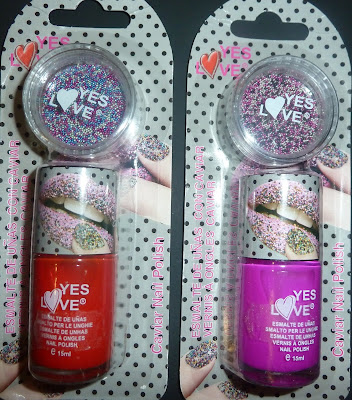 YES
LOVE
YES
LOVE®
YES
LOVE®
ESMALTE DE UÑAS
SMALTO PER LE UNGHIE
ESMALTE DE UNHAS
VERNIS A ONGLES
NAIL POLISH
15ml
Caviar Nail Polish
YES
LOVE
YES
LOVE®
YES
LOVE®
ESMALTE DE UÑAS
SMALTO PER LE UNGHIE
ESMALTE DE UNHAS
VERNIS A ONGLES
NAIL POLISH
15ml
Caviar Nail Polish